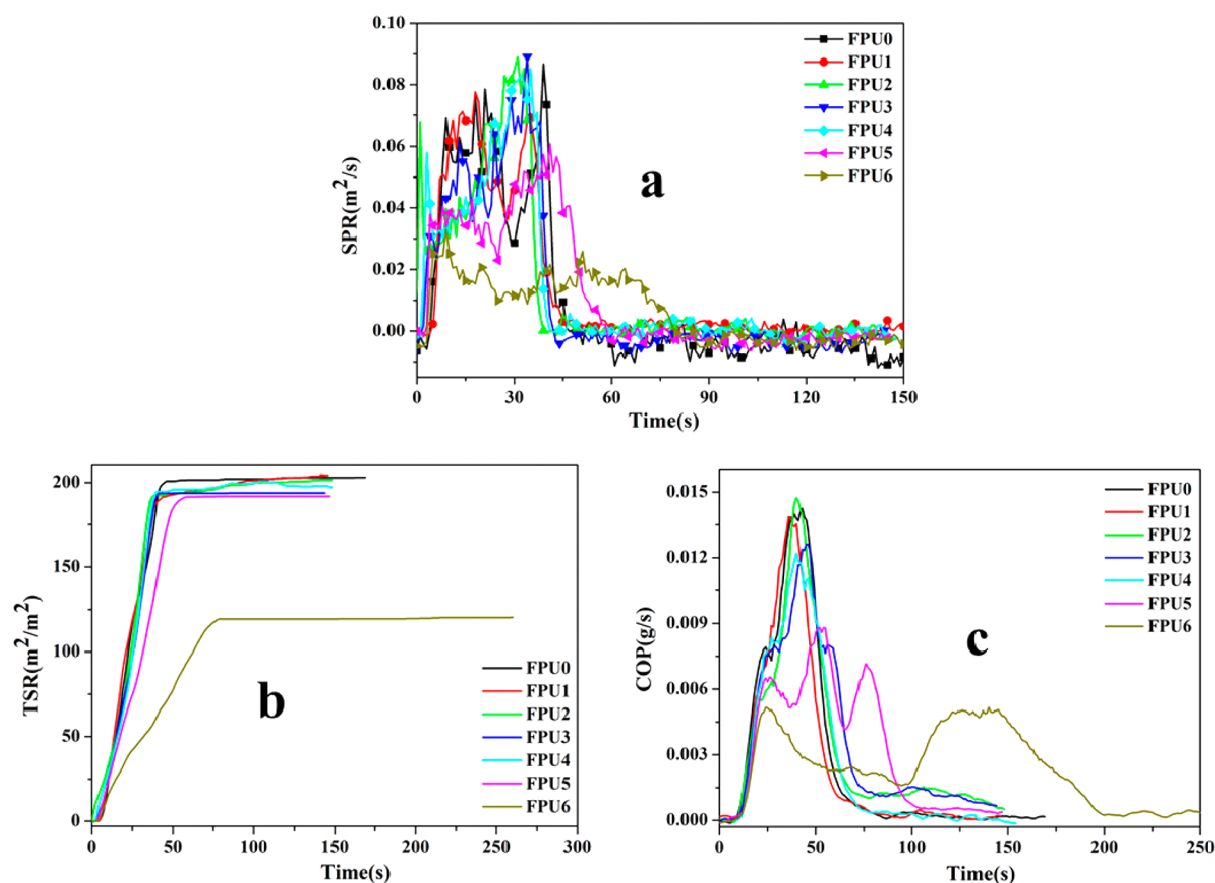 0.10
0.08
0.06
0.04
0.02
0.00
SPR(m²/s)
FPU0
FPU1
FPU2
FPU3
FPU4
FPU5
FPU6
a
0 30 60 90 120 150
Time(s)
200
150
100
50
0
TSR(m²/m²)
FPU0
FPU1
FPU2
FPU3
FPU4
FPU5
FPU6
b
0 50 100 150 200 250 300
Time(s)
0.015
0.012
0.009
0.006
0.003
0.000
COP(g/s)
FPU0
FPU1
FPU2
FPU3
FPU4
FPU5
FPU6
c
0 50 100 150 200 250
Time(s)